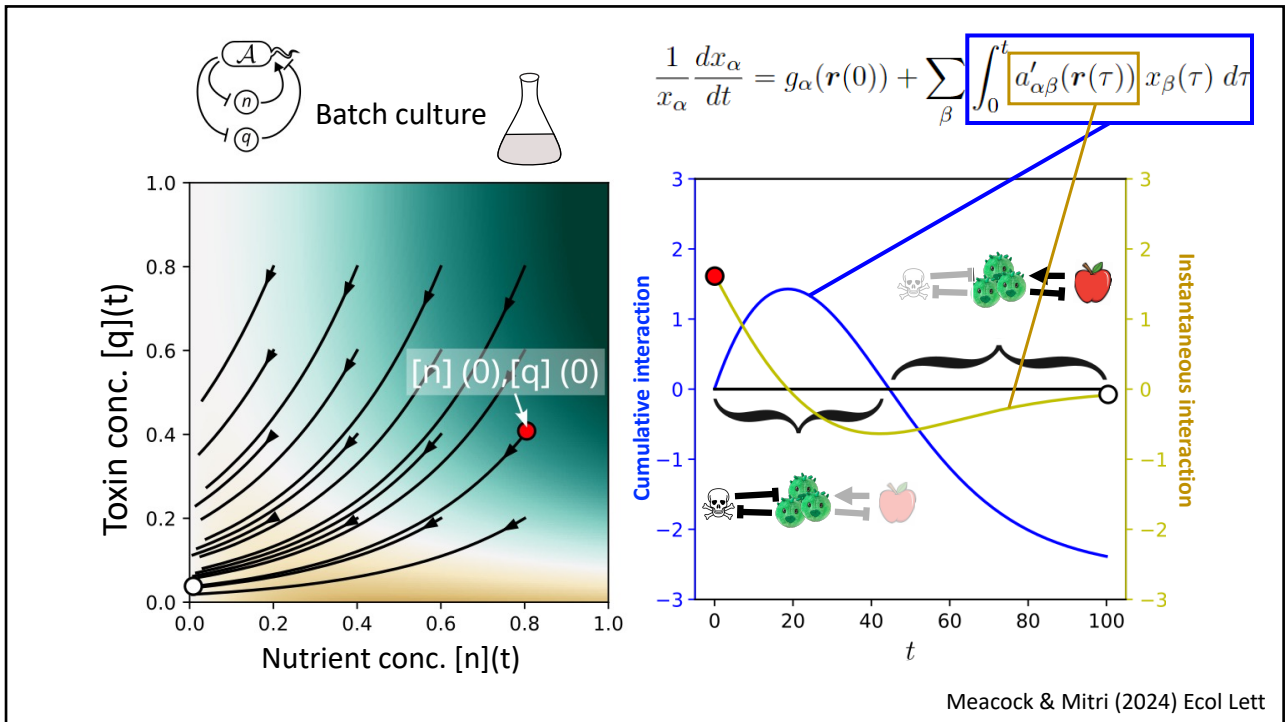 𝒜
n
q
Batch culture
1/x_α dx_α/dt = g_α(r(0)) + ∑_β ∫_0^t a′_αβ(r(τ)) x_β(τ) dτ
Toxin conc. [q](t)
1.0
0.8
0.6
0.4
0.2
0.0
[n] (0),[q] (0)
0.0 0.2 0.4 0.6 0.8 1.0
Nutrient conc. [n](t)
Cumulative interaction
3
2
1
0
−1
−2
−3
0 20 40 60 80 100
t
3
2
1
0
−1
−2
−3
Instantaneous interaction
Meacock & Mitri (2024) Ecol Lett